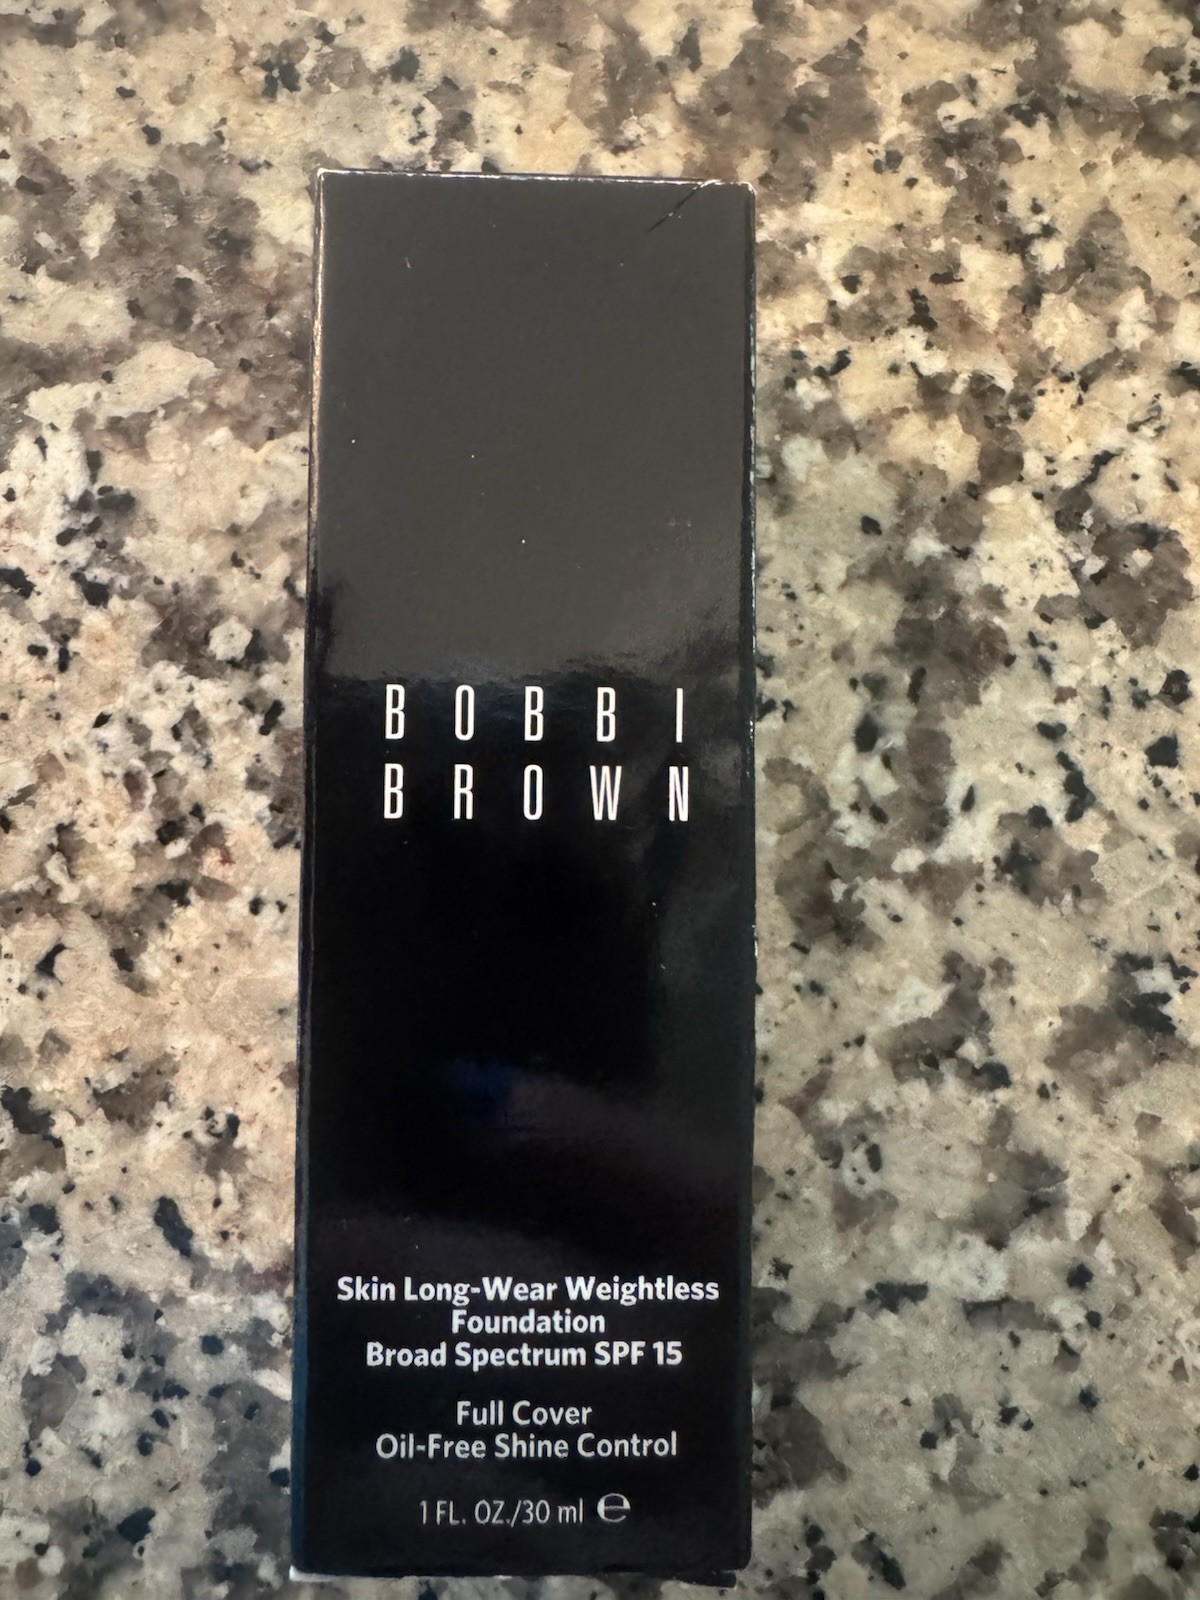 BOBBI
BROWN
Skin Long-Wear Weightless
Foundation
Broad Spectrum SPF 15
Full Cover
Oil-Free Shine Control
1 FL. OZ./30 ml ℮